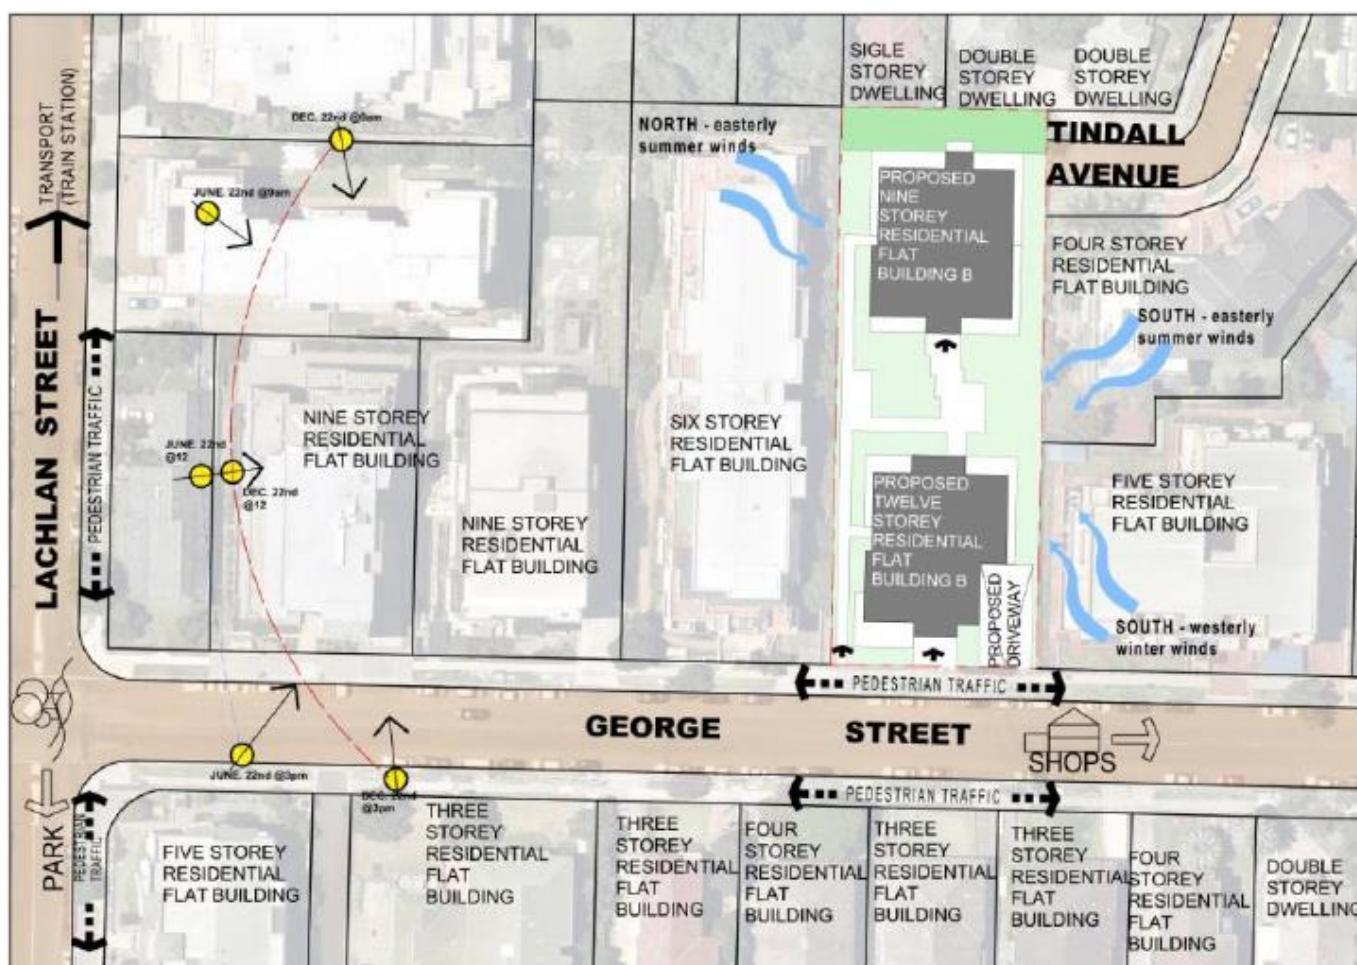 SIGLE
STOREY
DWELLING
DOUBLE
STOREY
DWELLING
DOUBLE
STOREY
DWELLING
TRANSPORT
(TRAIN STATION)
DEC. 22nd @9am
NORTH - easterly
summer winds
TINDALL
AVENUE
JUNE. 22nd @9am
PROPOSED
NINE
STOREY
RESIDENTIAL
FLAT
BUILDING B
FOUR STOREY
RESIDENTIAL
FLAT BUILDING
SOUTH - easterly
summer winds
LACHLAN STREET
PEDESTRIAN TRAFFIC
NINE STOREY
RESIDENTIAL
FLAT BUILDING
JUNE. 22nd
@12
DEC. 22nd
@12
SIX STOREY
RESIDENTIAL
FLAT BUILDING
NINE STOREY
RESIDENTIAL
FLAT BUILDING
PROPOSED
TWELVE
STOREY
RESIDENTIAL
FLAT
BUILDING B
FIVE STOREY
RESIDENTIAL
FLAT BUILDING
PROPOSED
DRIVEWAY
SOUTH - westerly
winter winds
PEDESTRIAN TRAFFIC
GEORGE STREET
SHOPS
JUNE. 22nd @3pm
DEC. 22nd
@3pm
PEDESTRIAN TRAFFIC
PARK
PEDESTRIAN
TRAFFIC
FIVE STOREY
RESIDENTIAL
FLAT BUILDING
THREE
STOREY
RESIDENTIAL
FLAT
BUILDING
THREE
STOREY
RESIDENTIAL
FLAT
BUILDING
FOUR
STOREY
RESIDENTIAL
FLAT
BUILDING
THREE
STOREY
RESIDENTIAL
FLAT
BUILDING
THREE
STOREY
RESIDENTIAL
FLAT
BUILDING
FOUR
STOREY
RESIDENTIAL
FLAT
BUILDING
DOUBLE
STOREY
DWELLING